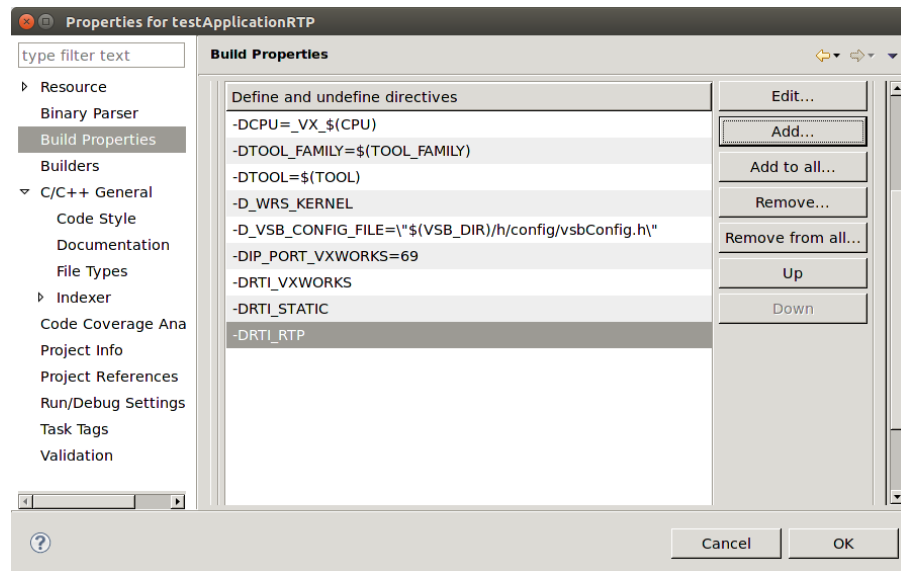 Properties for testApplicationRTP
type filter text
Resource
Binary Parser
Build Properties
Builders
C/C++ General
Code Style
Documentation
File Types
Indexer
Code Coverage Ana
Project Info
Project References
Run/Debug Settings
Task Tags
Validation
Build Properties
Define and undefine directives
-DCPU=_VX_$(CPU)
-DTOOL_FAMILY=$(TOOL_FAMILY)
-DTOOL=$(TOOL)
-D_WRS_KERNEL
-D_VSB_CONFIG_FILE=\"$(VSB_DIR)/h/config/vsbConfig.h\"
-DIP_PORT_VXWORKS=69
-DRTI_VXWORKS
-DRTI_STATIC
-DRTI_RTP
Edit...
Add...
Add to all...
Remove...
Remove from all...
Up
Down
?
Cancel
OK